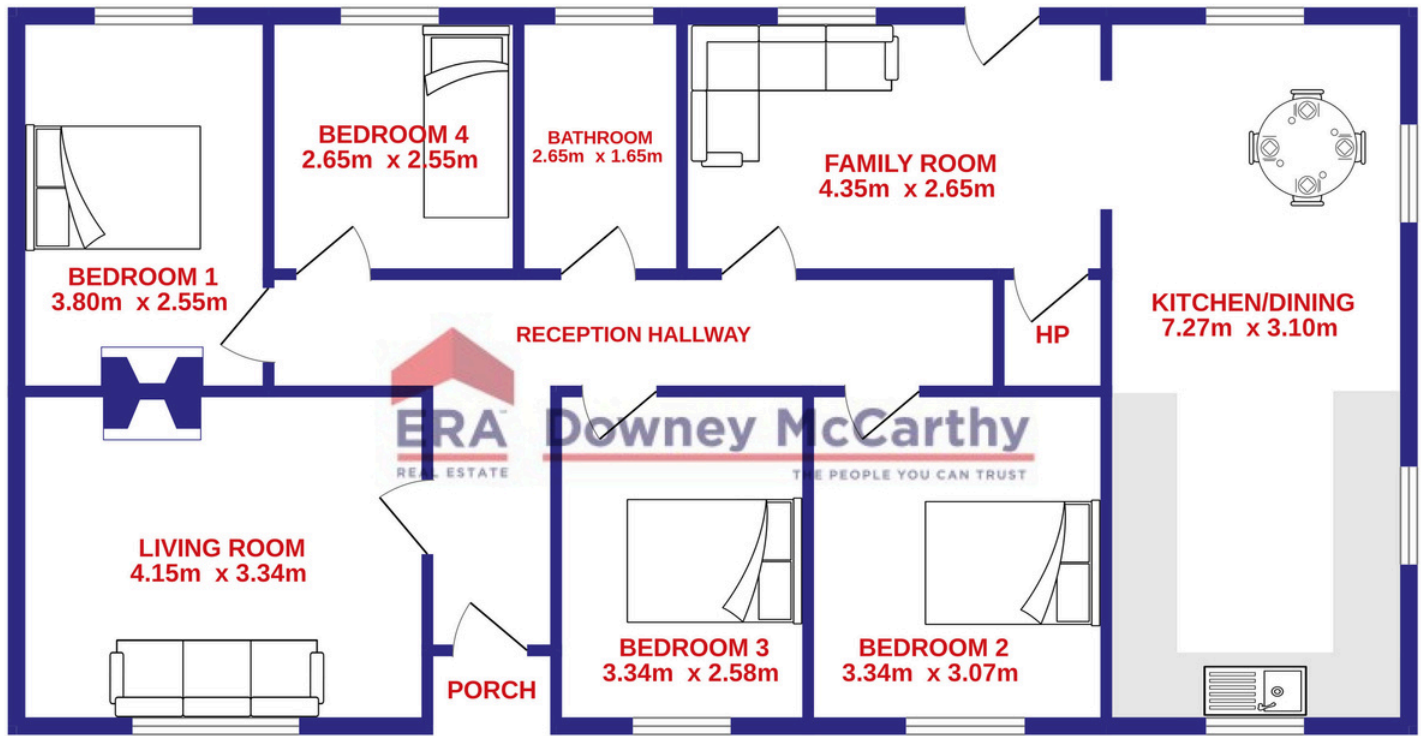 BEDROOM 4
2.65m x 2.55m
BATHROOM
2.65m x 1.65m
FAMILY ROOM
4.35m x 2.65m
BEDROOM 1
3.80m x 2.55m
KITCHEN/DINING
7.27m x 3.10m
RECEPTION HALLWAY
HP
ERA
REAL ESTATE
Downey McCarthy
THE PEOPLE YOU CAN TRUST
LIVING ROOM
4.15m x 3.34m
BEDROOM 3
3.34m x 2.58m
BEDROOM 2
3.34m x 3.07m
PORCH